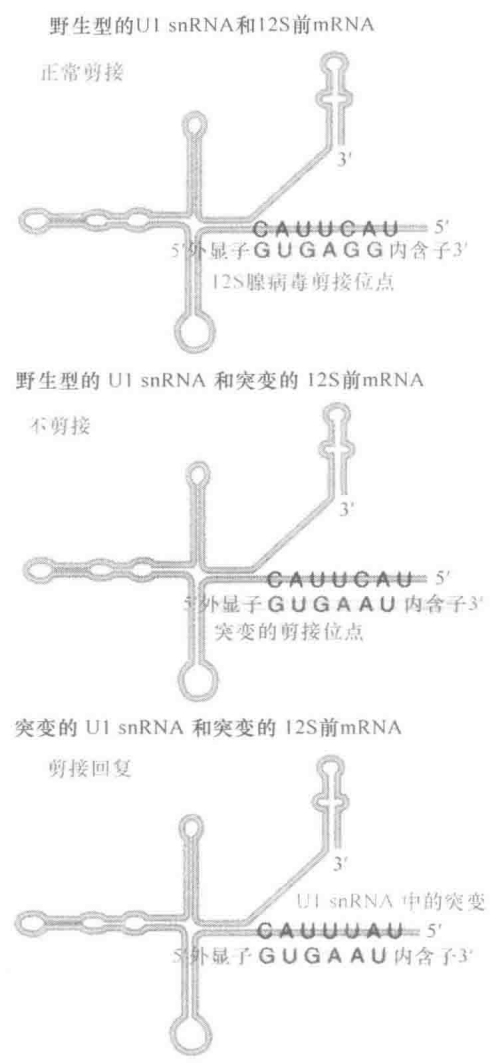 野生型的U1 snRNA和12S前mRNA
正常剪接
3′
CAUUCAU 5′
5′外显子GUGAGG内含子3′
12S腺病毒剪接位点
野生型的 U1 snRNA 和突变的 12S前mRNA
不剪接
3′
CAUUCAU 5′
5′外显子GUGAAU内含子3′
突变的剪接位点
突变的 U1 snRNA 和突变的 12S前mRNA
剪接回复
3′
U1 snRNA 中的突变
CAUUUAU 5′
5′外显子GUGAAU内含子3′